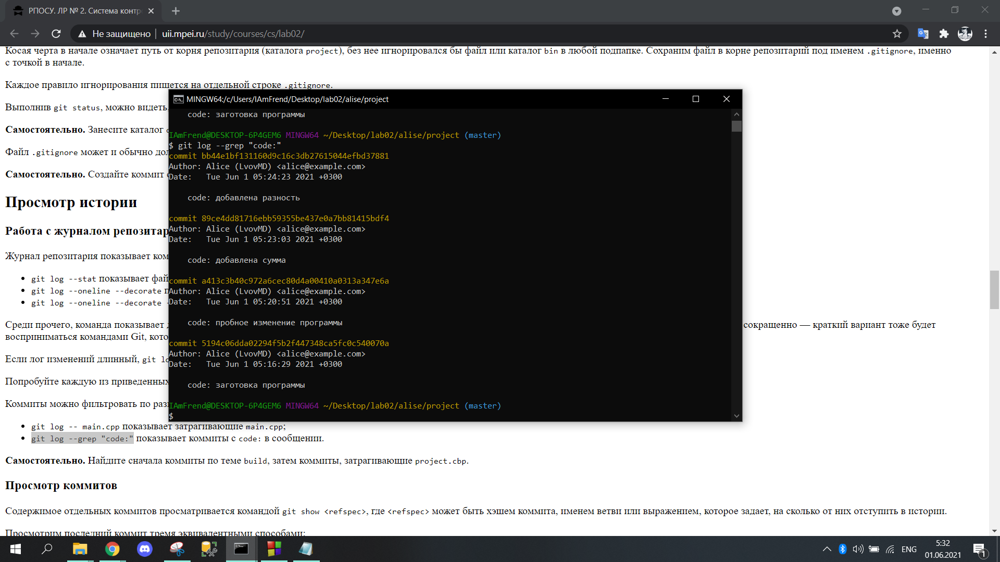 РПОСУ. ЛР № 2. Система контр
Не защищено | uii.mpei.ru/study/courses/cs/lab02/
Косая черта в начале означает путь от корня репозитария (каталога project), без нее игнорировался бы файл или каталог bin в любой подпапке. Сохраним файл в корне репозитарий под именем .gitignore, именно
с точкой в начале.
Каждое правило игнорирования пишется на отдельной строке .gitignore.
Выполнив git status, можно видеть,
Самостоятельно. Занесите каталог
Файл .gitignore может и обычно дол
Самостоятельно. Создайте коммит
Просмотр истории
Работа с журналом репозитар
Журнал репозитария показывает ком
git log --stat показывает фай
git log --oneline --decorate п
git log --oneline --decorate
Среди прочего, команда показывает
сокращенно — краткий вариант тоже будет
восприниматься командами Git, кото
Если лог изменений длинный, git lo
Попробуйте каждую из приведенных
Коммиты можно фильтровать по раз
git log -- main.cpp показывает затрагивающие main.cpp;
git log --grep "code:" показывает коммиты с code: в сообщении.
Самостоятельно. Найдите сначала коммиты по теме build, затем коммиты, затрагивающие project.cbp.
Просмотр коммитов
Содержимое отдельных коммитов просматривается командой git show <refspec>, где <refspec> может быть хэшем коммита, именем ветви или выражением, которое задает, на сколько от них отступить в истории.
Просмотрим последний коммит тремя эквивалентными способами:
MINGW64:/c/Users/IAmFrend/Desktop/lab02/alise/project
code: заготовка программы
IAmFrend@DESKTOP-6P4GEM6 MINGW64 ~/Desktop/lab02/alise/project (master)
$ git log --grep "code:"
commit bb44e1bf131160d9c16c3db27615044efbd37881
Author: Alice (LvovMD) <alice@example.com>
Date:   Tue Jun 1 05:24:23 2021 +0300
code: добавлена разность
commit 89ce4dd81716ebb59355be437e0a7bb81415bdf4
Author: Alice (LvovMD) <alice@example.com>
Date:   Tue Jun 1 05:23:03 2021 +0300
code: добавлена сумма
commit a413c3b40c972a6cec80d4a00410a0313a347e6a
Author: Alice (LvovMD) <alice@example.com>
Date:   Tue Jun 1 05:20:51 2021 +0300
code: пробное изменение программы
commit 5194c06dda02294f5b2f447348ca5fc0c540070a
Author: Alice (LvovMD) <alice@example.com>
Date:   Tue Jun 1 05:16:29 2021 +0300
code: заготовка программы
IAmFrend@DESKTOP-6P4GEM6 MINGW64 ~/Desktop/lab02/alise/project (master)
$
ENG
5:32
01.06.2021
1